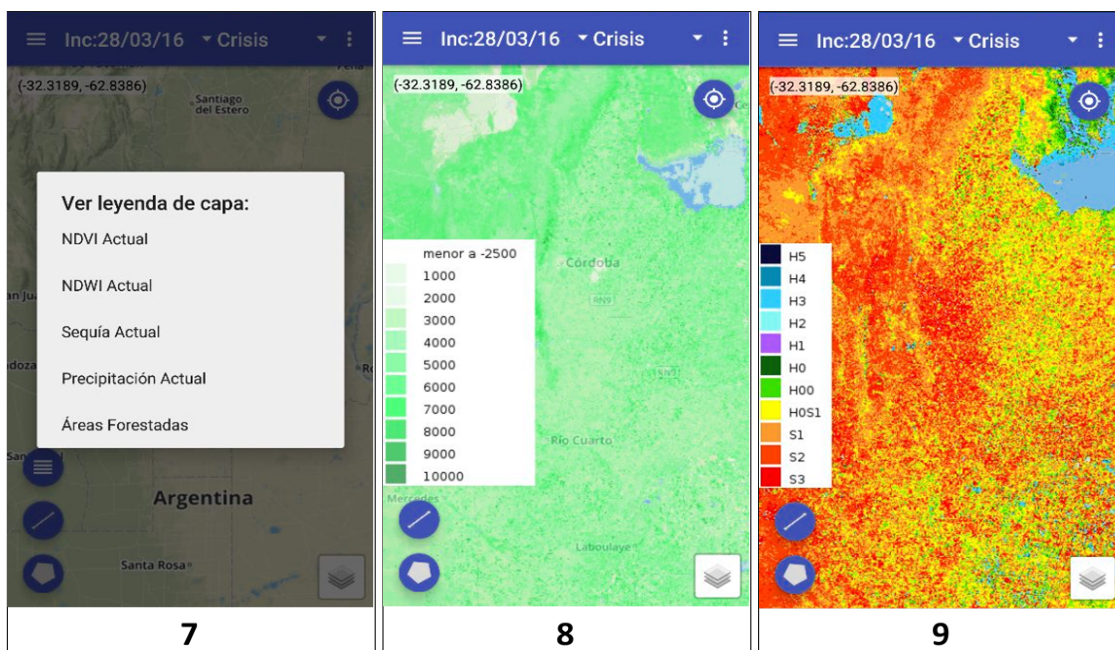 Inc:28/03/16 Crisis
(-32.3189, -62.8386)
Santiago
del Estero
Ver leyenda de capa:
NDVI Actual
NDWI Actual
Sequía Actual
Precipitación Actual
Áreas Forestadas
Argentina
Santa Rosa
7
Inc:28/03/16 Crisis
(-32.3189, -62.8386)
menor a -2500
1000
2000
3000
4000
5000
6000
7000
8000
9000
10000
Córdoba
RN9
Río Cuarto
Mercedes
Laboulaye
8
Inc:28/03/16 Crisis
(-32.3189, -62.8386)
H5
H4
H3
H2
H1
H0
H00
H0S1
S1
S2
S3
9